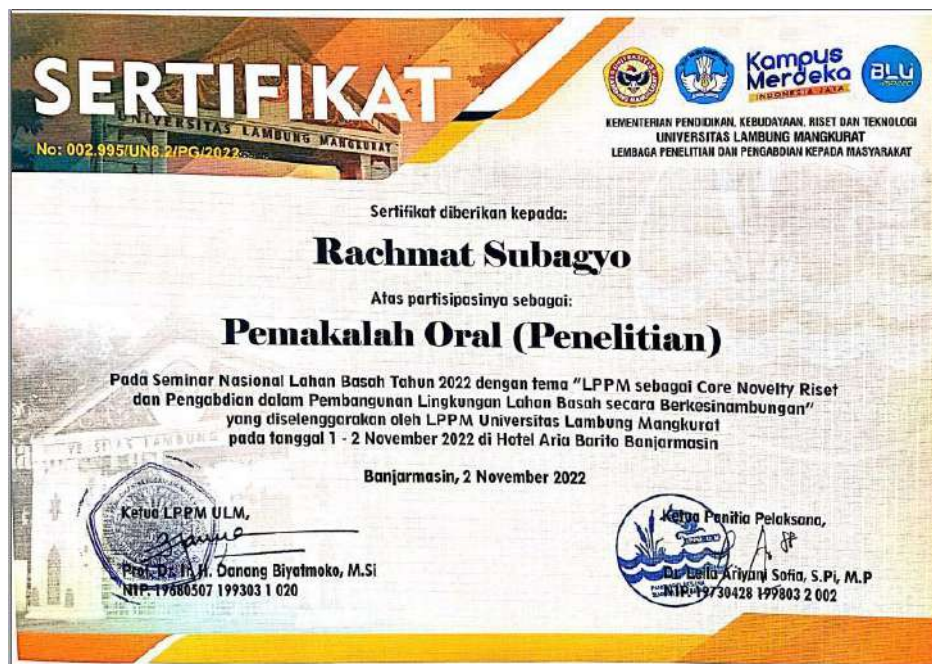 SERTIFIKAT
UNIVERSITAS LAMBUNG MANGKURAT
No: 002.995/UN8.2/PG/2022
Kampus
Merdeka
INDONESIA JAYA
BLU
KEMENTERIAN PENDIDIKAN, KEBUDAYAAN, RISET DAN TEKNOLOGI
UNIVERSITAS LAMBUNG MANGKURAT
LEMBAGA PENELITIAN DAN PENGABDIAN KEPADA MASYARAKAT
Sertifikat diberikan kepada:
Rachmat Subagyo
Atas partisipasinya sebagai:
Pemakalah Oral (Penelitian)
Pada Seminar Nasional Lahan Basah Tahun 2022 dengan tema "LPPM sebagai Core Novelty Riset
dan Pengabdian dalam Pembangunan Lingkungan Lahan Basah secara Berkesinambungan"
yang diselenggarakan oleh LPPM Universitas Lambung Mangkurat
pada tanggal 1 - 2 November 2022 di Hotel Aria Barito Banjarmasin
Banjarmasin, 2 November 2022
Ketua LPPM ULM,
Prof. Dr. Ir. H. Danang Biyatmoko, M.Si
NIP. 19680507 199303 1 020
Ketua Panitia Pelaksana,
Dr. Leila Ariyani Sofia, S.Pi, M.P
NIP. 19730428 199803 2 002